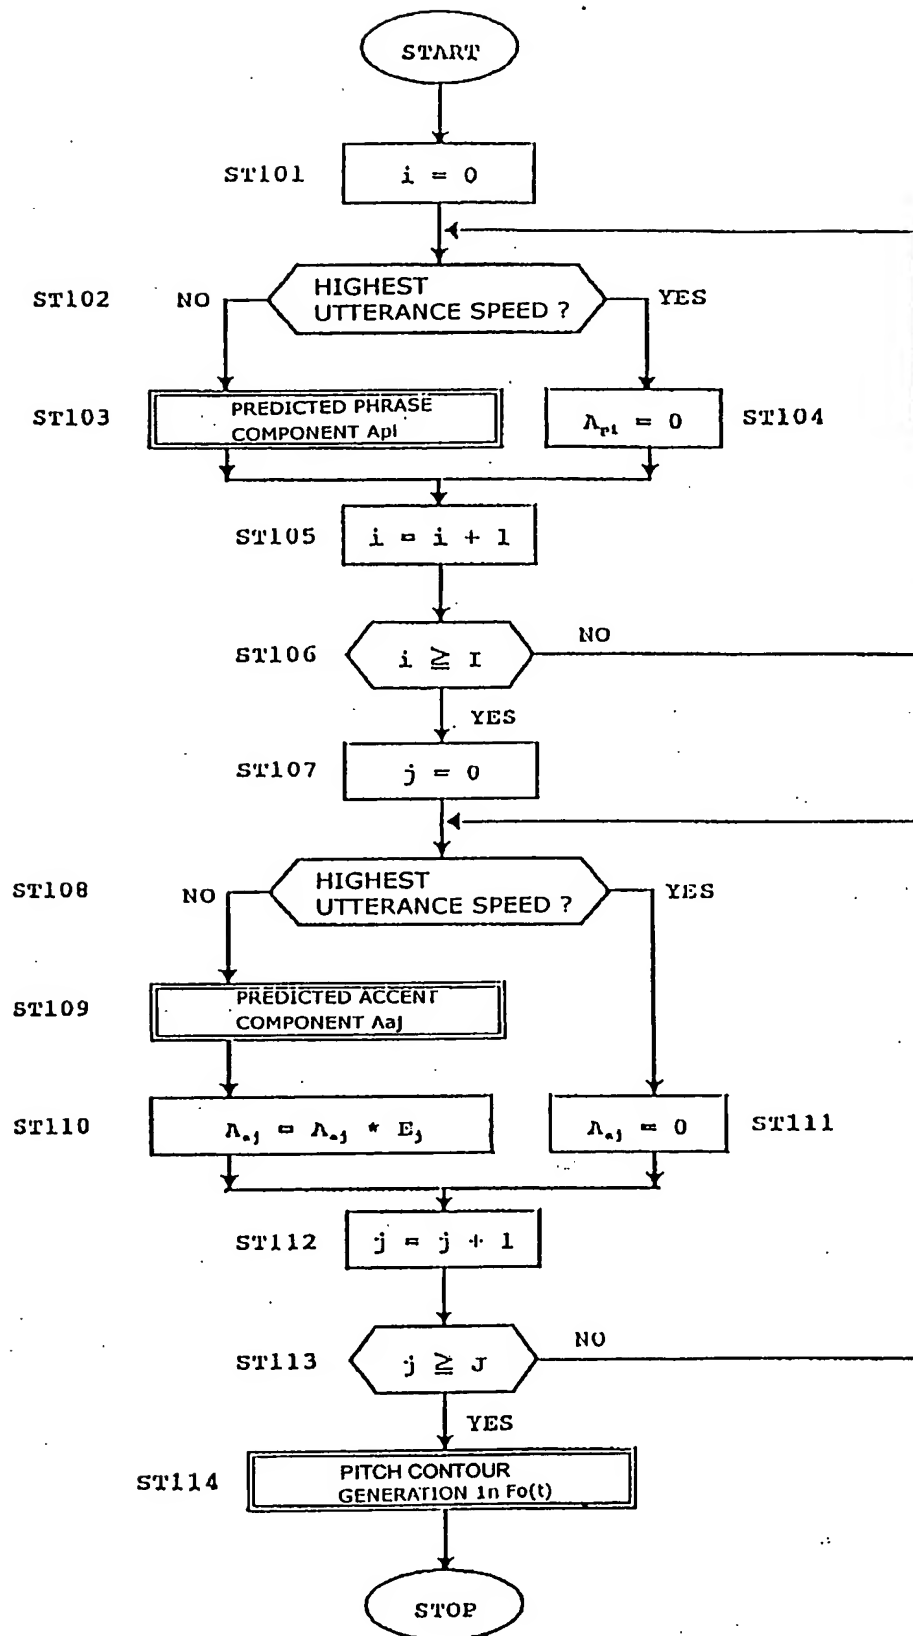 START
ST101
i = 0
ST102
NO
HIGHEST
UTTERANCE SPEED ?
YES
ST103
PREDICTED PHRASE
COMPONENT Api
Api = 0
ST104
ST105
i = i + 1
ST106
i ≧ I
NO
YES
ST107
j = 0
ST108
NO
HIGHEST
UTTERANCE SPEED ?
YES
ST109
PREDICTED ACCENT
COMPONENT Aaj
ST110
Aaj = Aaj * Ej
Aaj = 0
ST111
ST112
j = j + 1
ST113
j ≧ J
NO
YES
ST114
PITCH CONTOUR
GENERATION ln Fo(t)
STOP